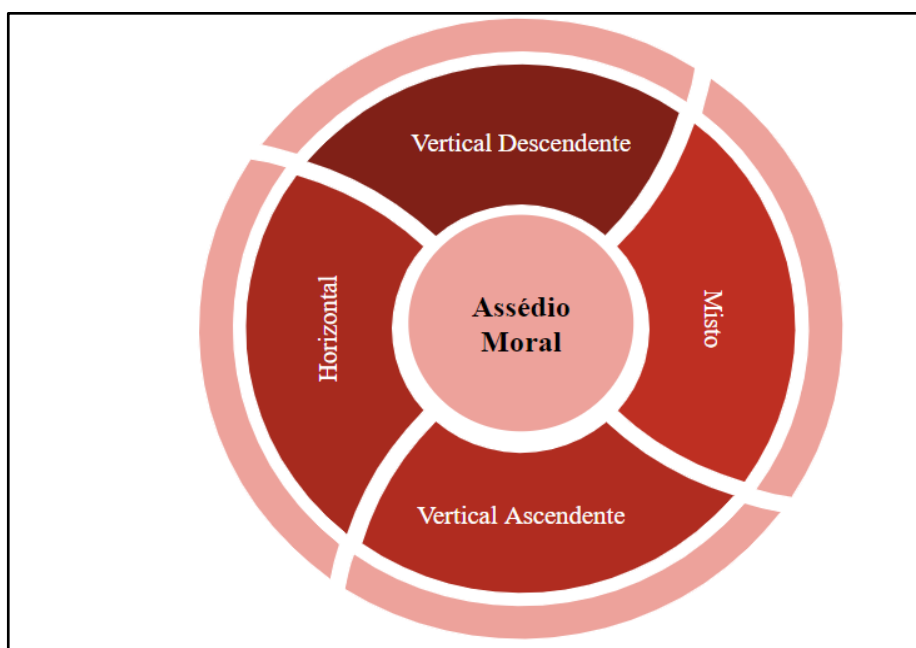 Vertical Descendente
Horizontal
Assédio
Moral
Misto
Vertical Ascendente